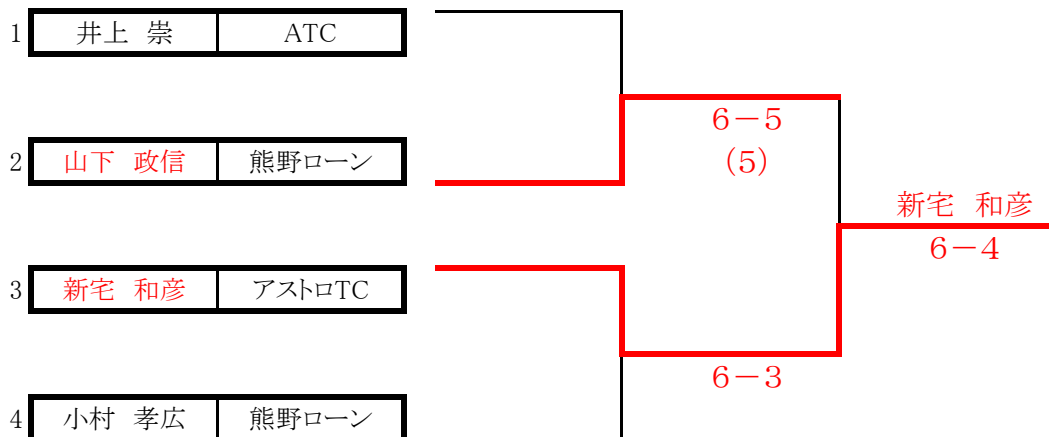 1 井上 崇 ATC
6－5
2 山下 政信 熊野ローン
(5)
新宅 和彦
6－4
3 新宅 和彦 アストロTC
6－3
4 小村 孝広 熊野ローン